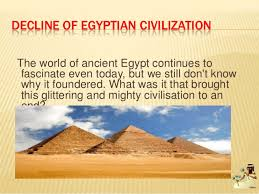 DECLINE OF EGYPTIAN CIVILIZATION
The world of ancient Egypt continues to
fascinate even today, but we still don't know
why it foundered. What was it that brought
this glittering and mighty civilisation to an
end?